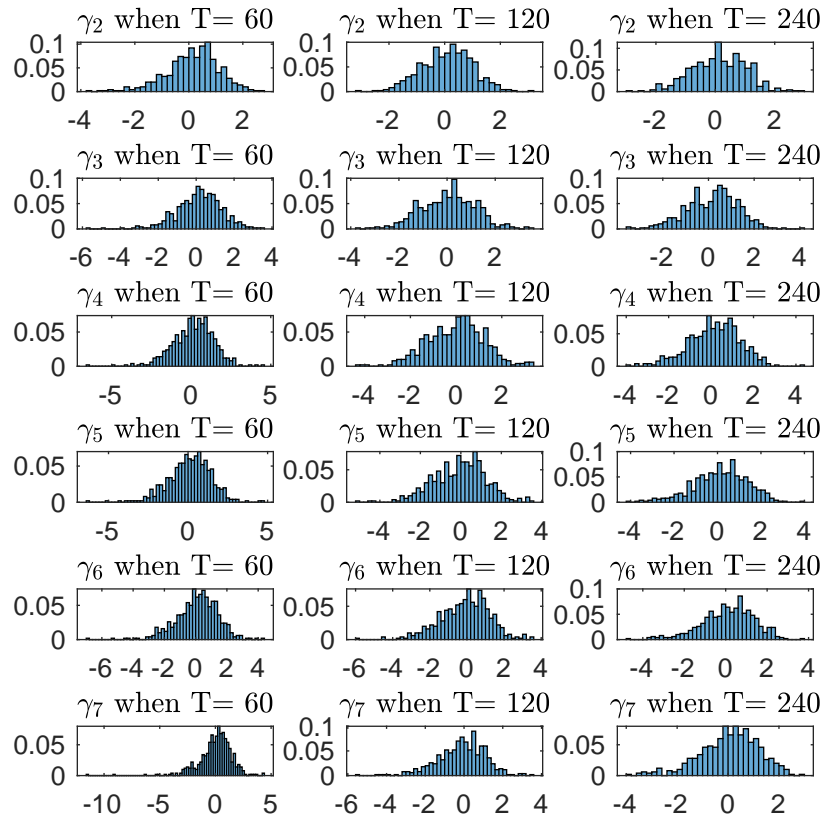 γ2 when T= 60 γ2 when T= 120 γ2 when T= 240
0.1 0.1 0.1
0.05 0.05 0.05
0 0 0
-4 -2 0 2 -2 0 2 -2 0 2
γ3 when T= 60 γ3 when T= 120 γ3 when T= 240
0.1 0.1 0.1
0.05 0.05 0.05
0 0 0
-6 -4 -2 0 2 4 -4 -2 0 2 -2 0 2 4
γ4 when T= 60 γ4 when T= 120 γ4 when T= 240
0.05 0.05 0.05
0 0 0
-5 0 5 -4 -2 0 2 -4 -2 0 2 4
γ5 when T= 60 γ5 when T= 120 γ5 when T= 240
0.1
0.05 0.05 0.05
0 0 0
-5 0 5 -4 -2 0 2 4 -4 -2 0 2 4
γ6 when T= 60 γ6 when T= 120 γ6 when T= 240
0.1
0.05 0.05 0.05
0 0 0
-6 -4 -2 0 2 4 -6 -4 -2 0 2 4 -4 -2 0 2 4
γ7 when T= 60 γ7 when T= 120 γ7 when T= 240
0.1
0.05 0.05 0.05
0 0 0
-10 -5 0 5 -6 -4 -2 0 2 4 -4 -2 0 2